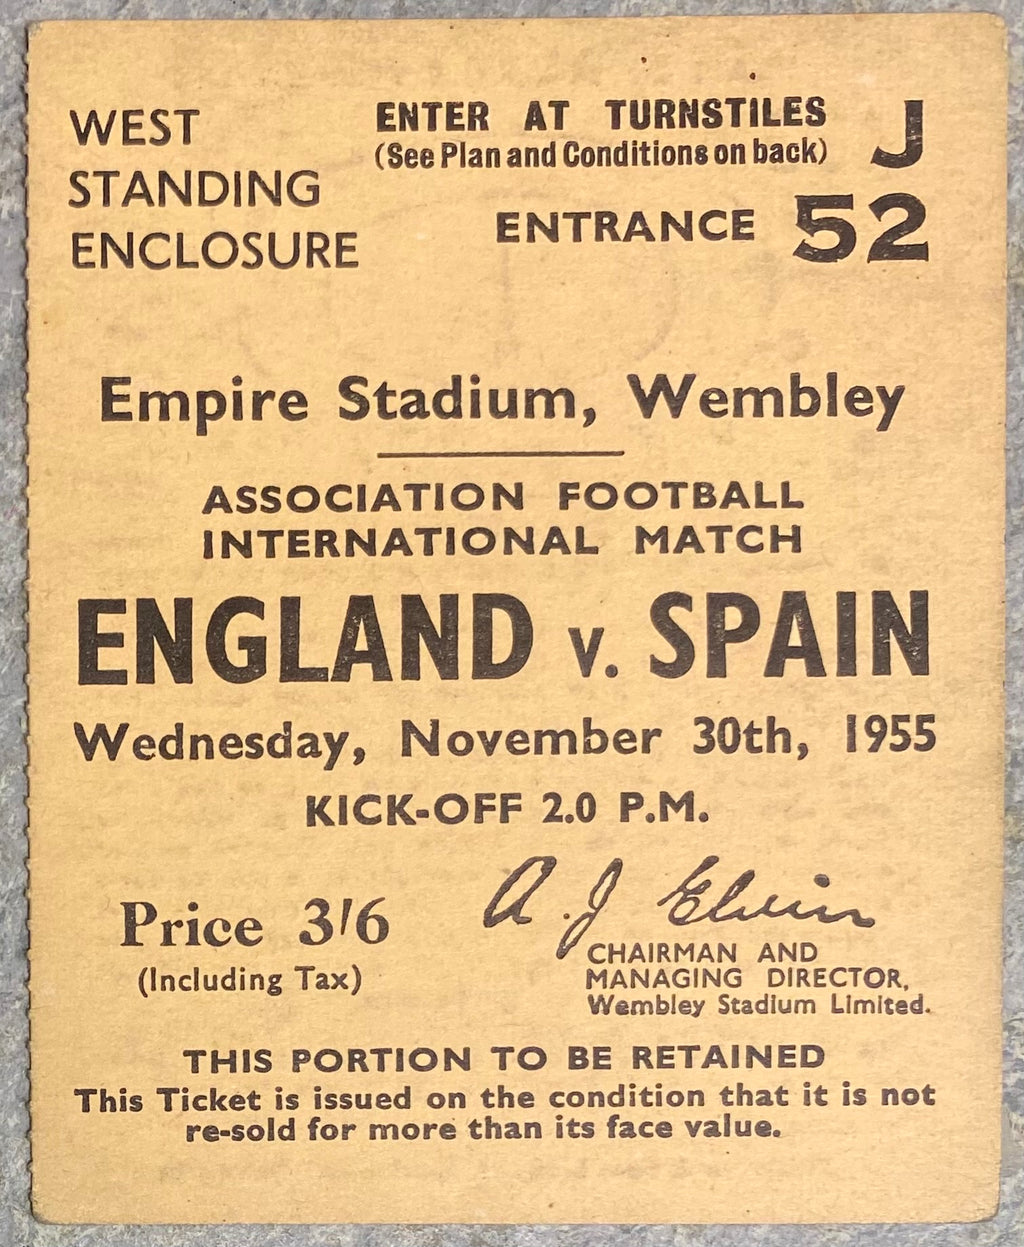 WEST
STANDING
ENCLOSURE
ENTER AT TURNSTILES J
(See Plan and Conditions on back)
ENTRANCE 52
Empire Stadium, Wembley
ASSOCIATION FOOTBALL
INTERNATIONAL MATCH
ENGLAND v. SPAIN
Wednesday, November 30th, 1955
KICK-OFF 2.0 P.M.
Price 3/6
(Including Tax)
A. J. Elvin
CHAIRMAN AND
MANAGING DIRECTOR,
Wembley Stadium Limited.
THIS PORTION TO BE RETAINED
This Ticket is issued on the condition that it is not
re-sold for more than its face value.